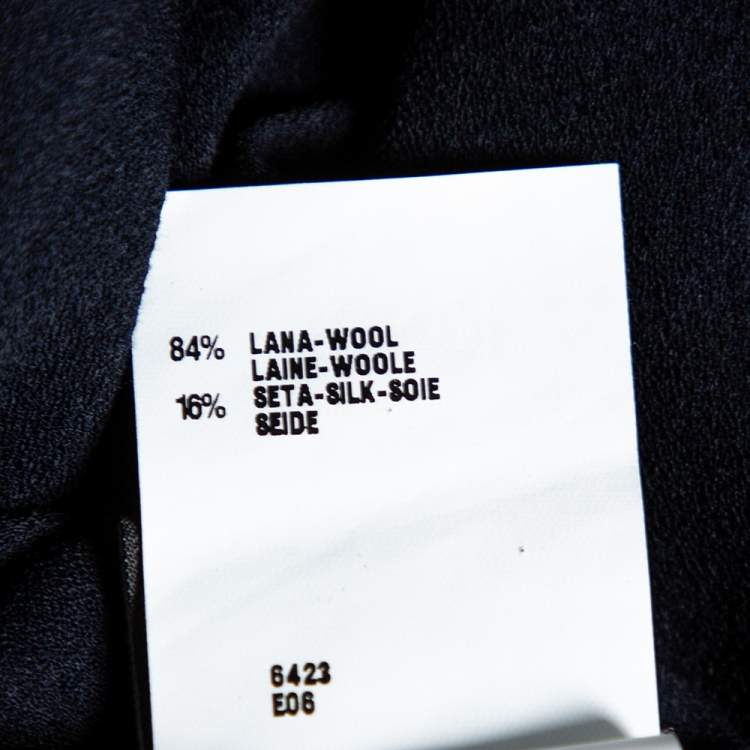 84% LANA-WOOL
LAINE-WOOLE
16% SETA-SILK-SOIE
SEIDE
6423
E06